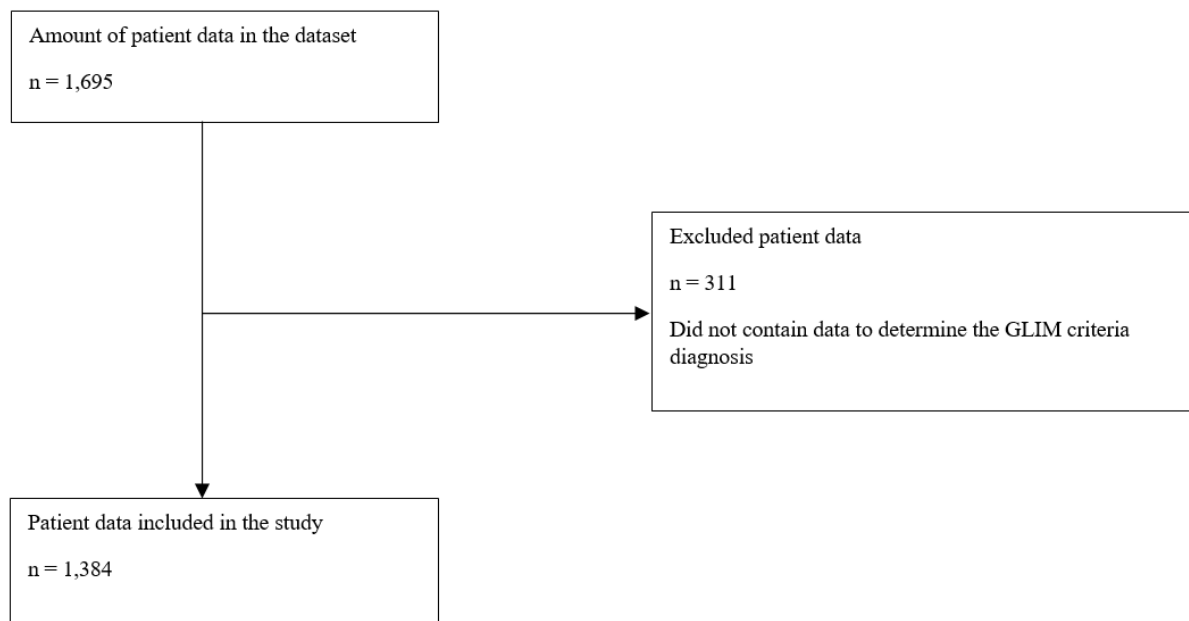 Amount of patient data in the dataset
n = 1,695
Excluded patient data
n = 311
Did not contain data to determine the GLIM criteria
diagnosis
Patient data included in the study
n = 1,384